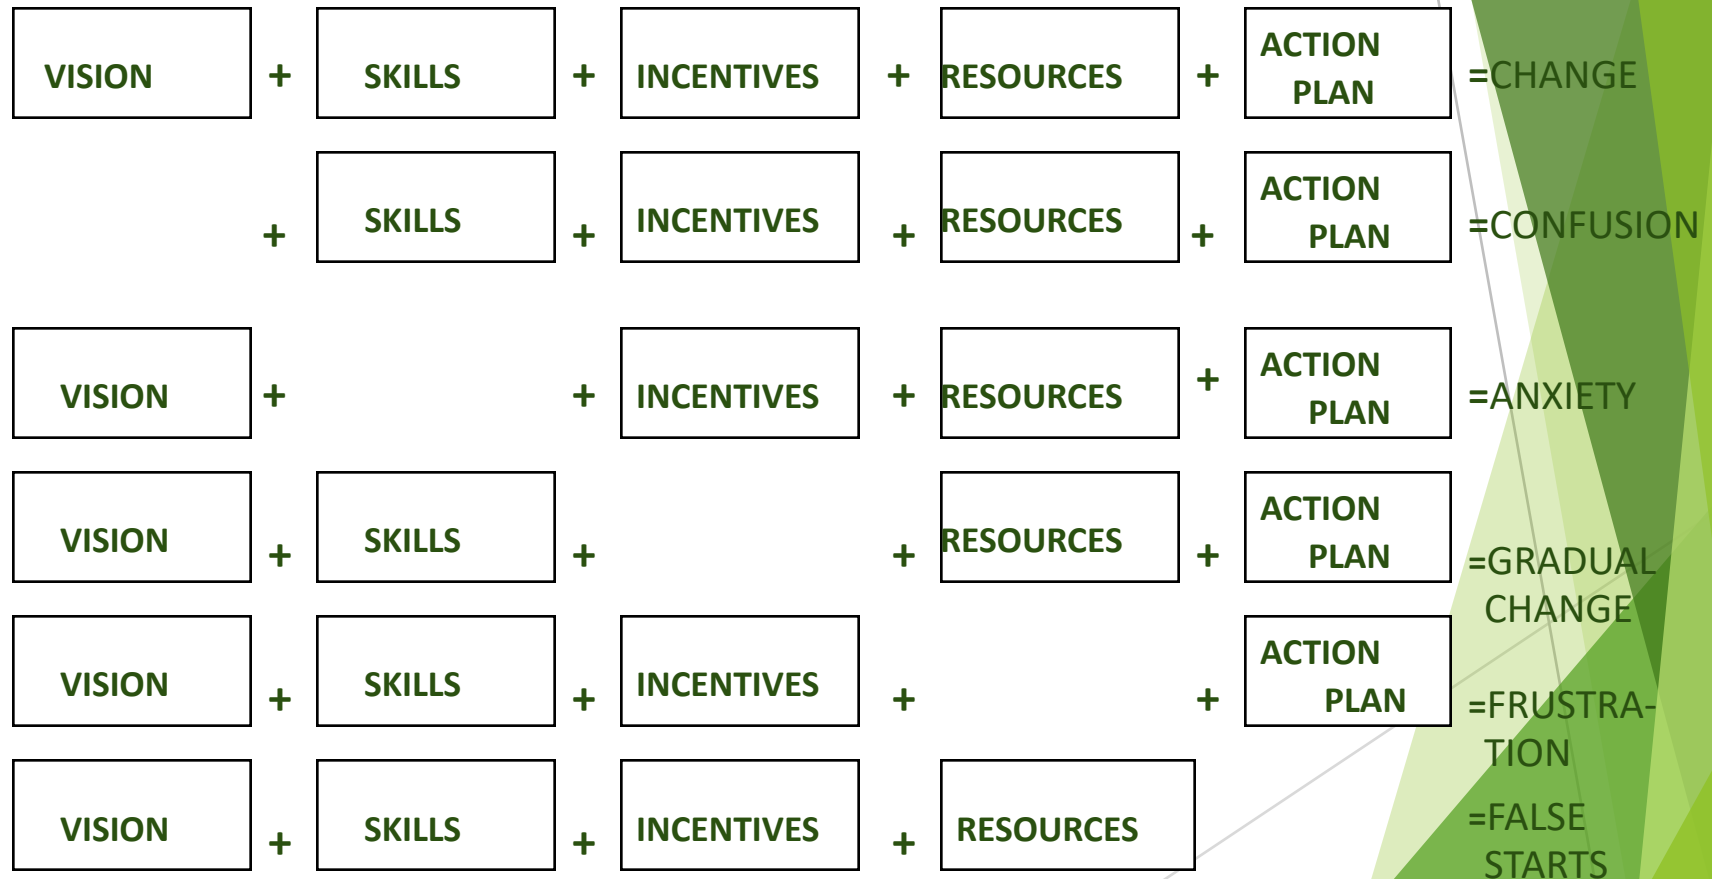 VISION + SKILLS + INCENTIVES + RESOURCES + ACTION PLAN =CHANGE
+ SKILLS + INCENTIVES + RESOURCES + ACTION PLAN =CONFUSION
VISION + + INCENTIVES + RESOURCES + ACTION PLAN =ANXIETY
VISION + SKILLS + + RESOURCES + ACTION PLAN =GRADUAL CHANGE
VISION + SKILLS + INCENTIVES + + ACTION PLAN =FRUSTRA-TION
VISION + SKILLS + INCENTIVES + RESOURCES =FALSE STARTS